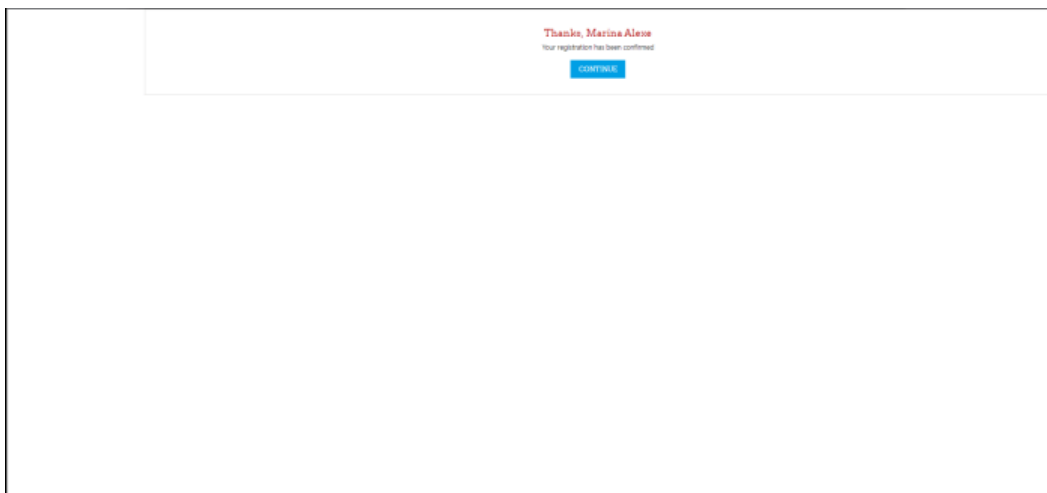 Thanks, Marina Alexe
Your registration has been confirmed
CONTINUE